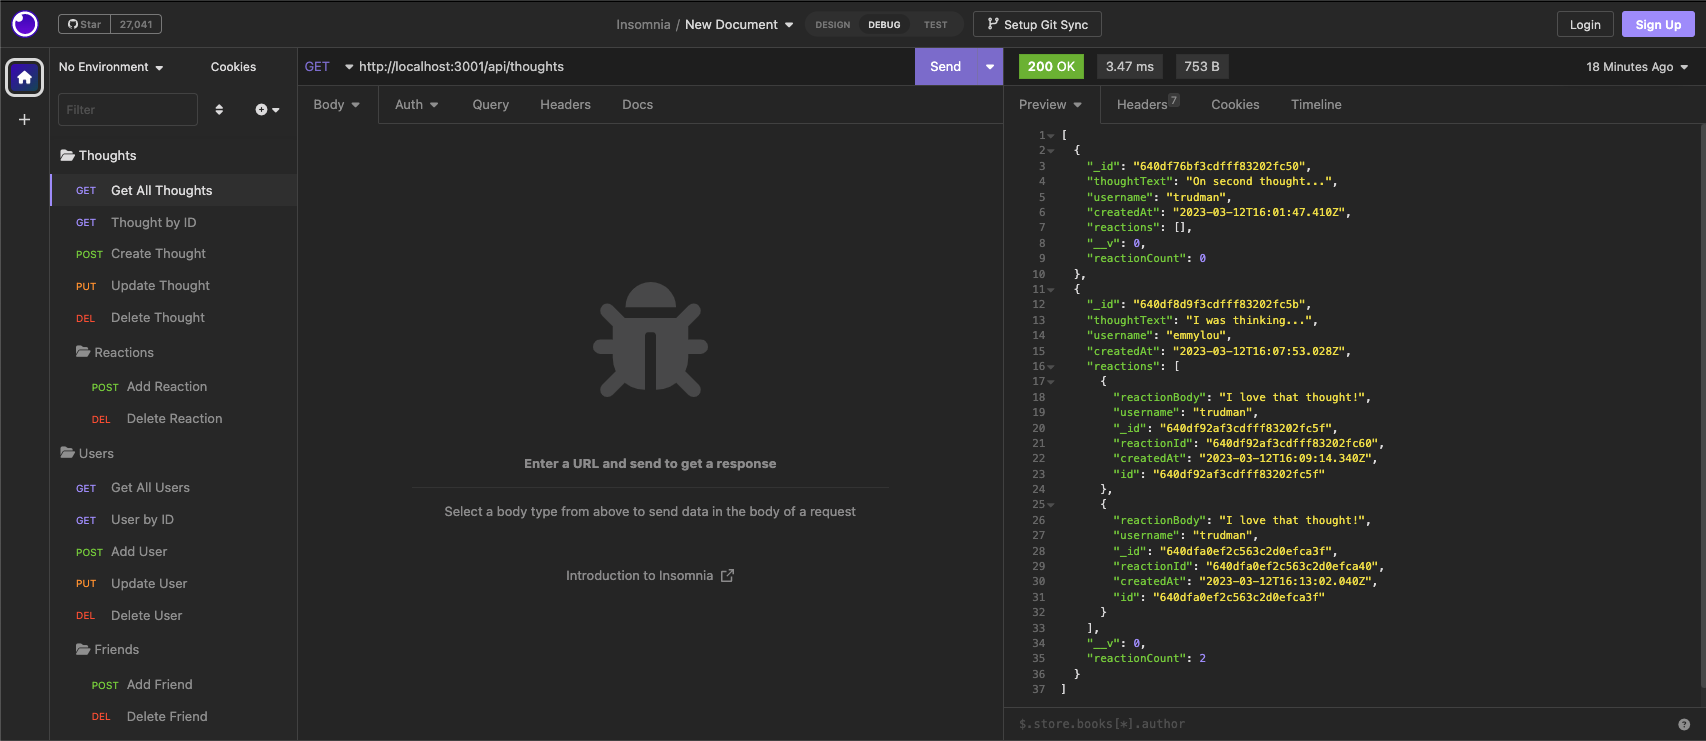 Star 27,041
Insomnia / New Document
DESIGN DEBUG TEST
Setup Git Sync
Login
Sign Up
No Environment
Cookies
Filter
Thoughts
GET Get All Thoughts
GET Thought by ID
POST Create Thought
PUT Update Thought
DEL Delete Thought
Reactions
POST Add Reaction
DEL Delete Reaction
Users
GET Get All Users
GET User by ID
POST Add User
PUT Update User
DEL Delete User
Friends
POST Add Friend
DEL Delete Friend
GET http://localhost:3001/api/thoughts
Send
Body Auth Query Headers Docs
Enter a URL and send to get a response
Select a body type from above to send data in the body of a request
Introduction to Insomnia
200 OK 3.47 ms 753 B
18 Minutes Ago
Preview Headers 7 Cookies Timeline
1 [
2 {
3 "_id": "640df76bf3cdfff83202fc50",
4 "thoughtText": "On second thought...",
5 "username": "trudman",
6 "createdAt": "2023-03-12T16:01:47.410Z",
7 "reactions": [],
8 "__v": 0,
9 "reactionCount": 0
10 },
11 {
12 "_id": "640df8d9f3cdfff83202fc5b",
13 "thoughtText": "I was thinking...",
14 "username": "emmylou",
15 "createdAt": "2023-03-12T16:07:53.028Z",
16 "reactions": [
17 {
18 "reactionBody": "I love that thought!",
19 "username": "trudman",
20 "_id": "640df92af3cdfff83202fc5f",
21 "reactionId": "640df92af3cdfff83202fc60",
22 "createdAt": "2023-03-12T16:09:14.340Z",
23 "id": "640df92af3cdfff83202fc5f"
24 },
25 {
26 "reactionBody": "I love that thought!",
27 "username": "trudman",
28 "_id": "640dfa0ef2c563c2d0efca3f",
29 "reactionId": "640dfa0ef2c563c2d0efca40",
30 "createdAt": "2023-03-12T16:13:02.040Z",
31 "id": "640dfa0ef2c563c2d0efca3f"
32 }
33 ],
34 "__v": 0,
35 "reactionCount": 2
36 }
37 ]
$.store.books[*].author